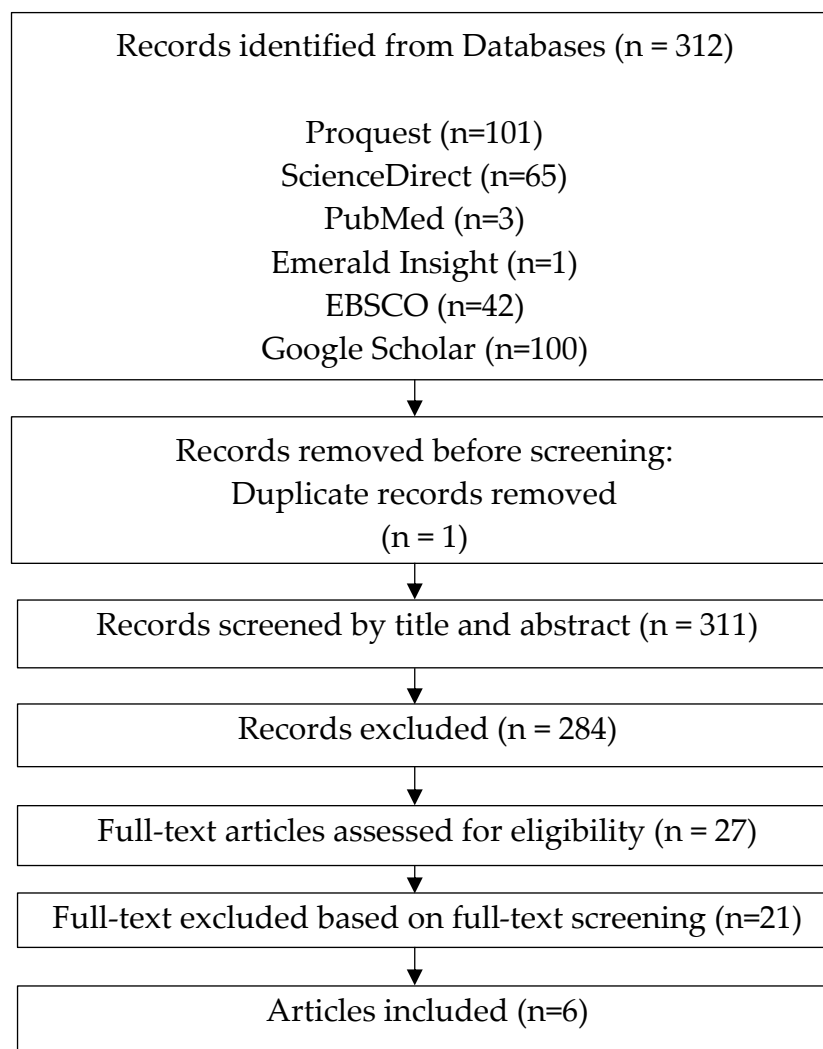 Records identified from Databases (n = 312)
Proquest (n=101)
ScienceDirect (n=65)
PubMed (n=3)
Emerald Insight (n=1)
EBSCO (n=42)
Google Scholar (n=100)
Records removed before screening:
Duplicate records removed
(n = 1)
Records screened by title and abstract (n = 311)
Records excluded (n = 284)
Full-text articles assessed for eligibility (n = 27)
Full-text excluded based on full-text screening (n=21)
Articles included (n=6)